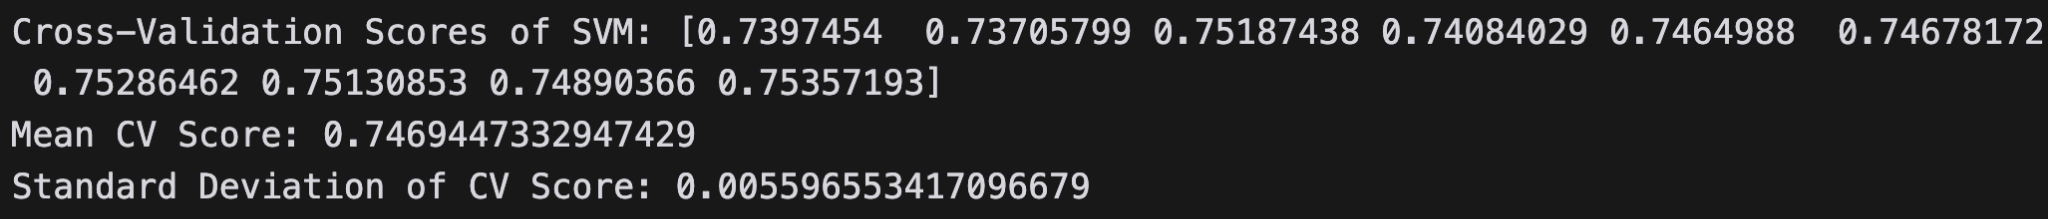 Cross-Validation Scores of SVM: [0.7397454  0.73705799 0.75187438 0.74084029 0.7464988  0.74678172
 0.75286462 0.75130853 0.74890366 0.75357193]
Mean CV Score: 0.7469447332947429
Standard Deviation of CV Score: 0.005596553417096679